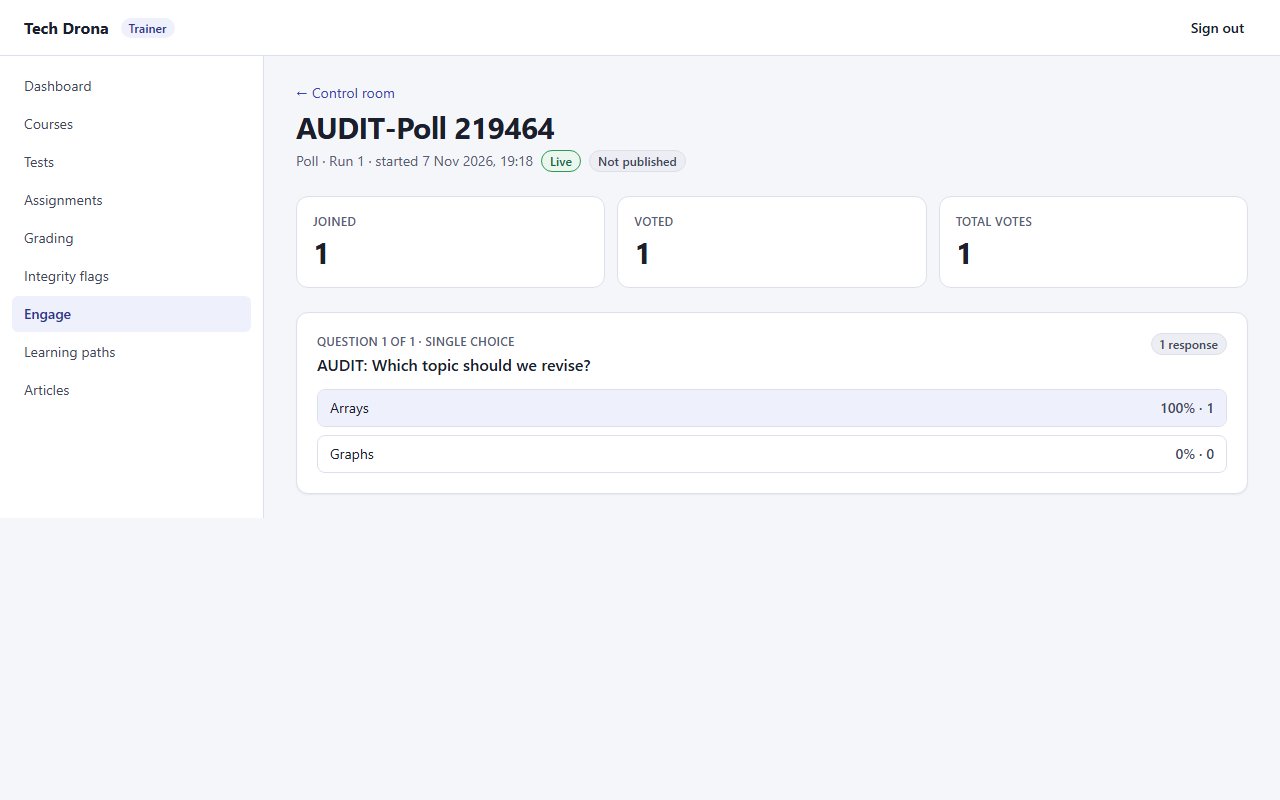 Tech Drona Trainer Sign out
Dashboard
Courses
Tests
Assignments
Grading
Integrity flags
Engage
Learning paths
Articles
← Control room
AUDIT-Poll 219464
Poll · Run 1 · started 7 Nov 2026, 19:18 Live Not published
JOINED
1
VOTED
1
TOTAL VOTES
1
QUESTION 1 OF 1 · SINGLE CHOICE
1 response
AUDIT: Which topic should we revise?
Arrays 100% · 1
Graphs 0% · 0